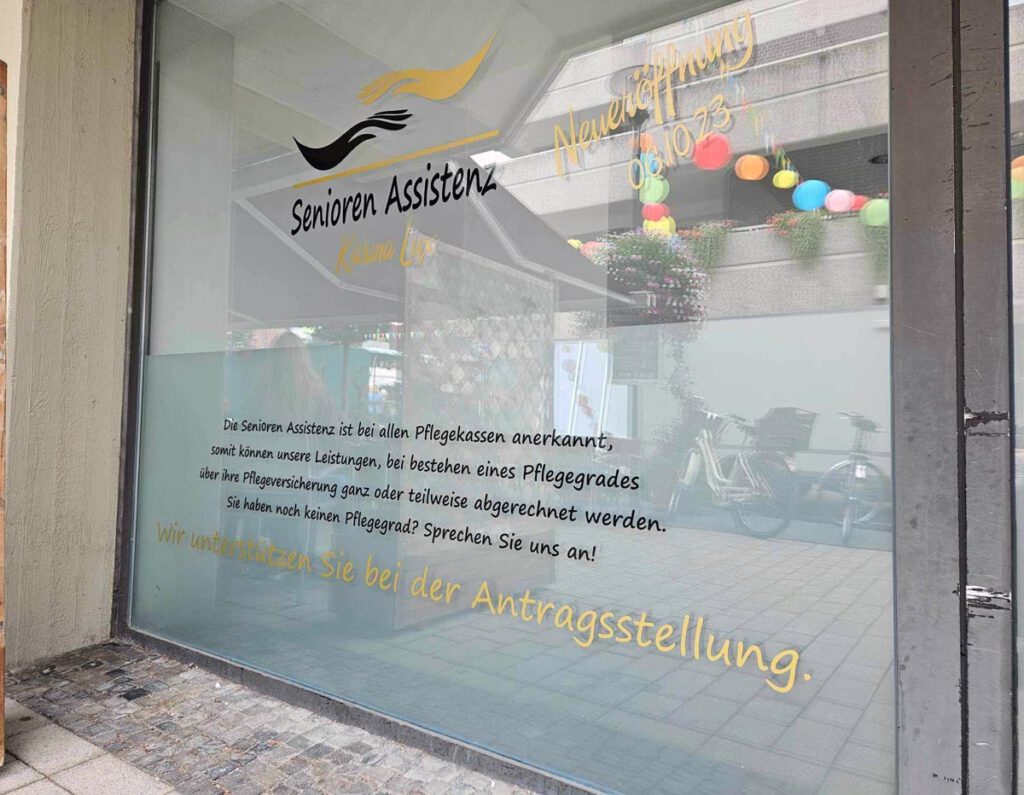 Senioren Assistenz
Karina
Neueröffnung
10.23
Die Senioren Assistenz ist bei allen Pflegekassen anerkannt,
somit können unsere Leistungen, bei bestehen eines Pflegegrades
über ihre Pflegeversicherung ganz oder teilweise abgerechnet werden.
Sie haben noch keinen Pflegegrad? Sprechen Sie uns an!
Wir unterstützen Sie bei der Antragsstellung.